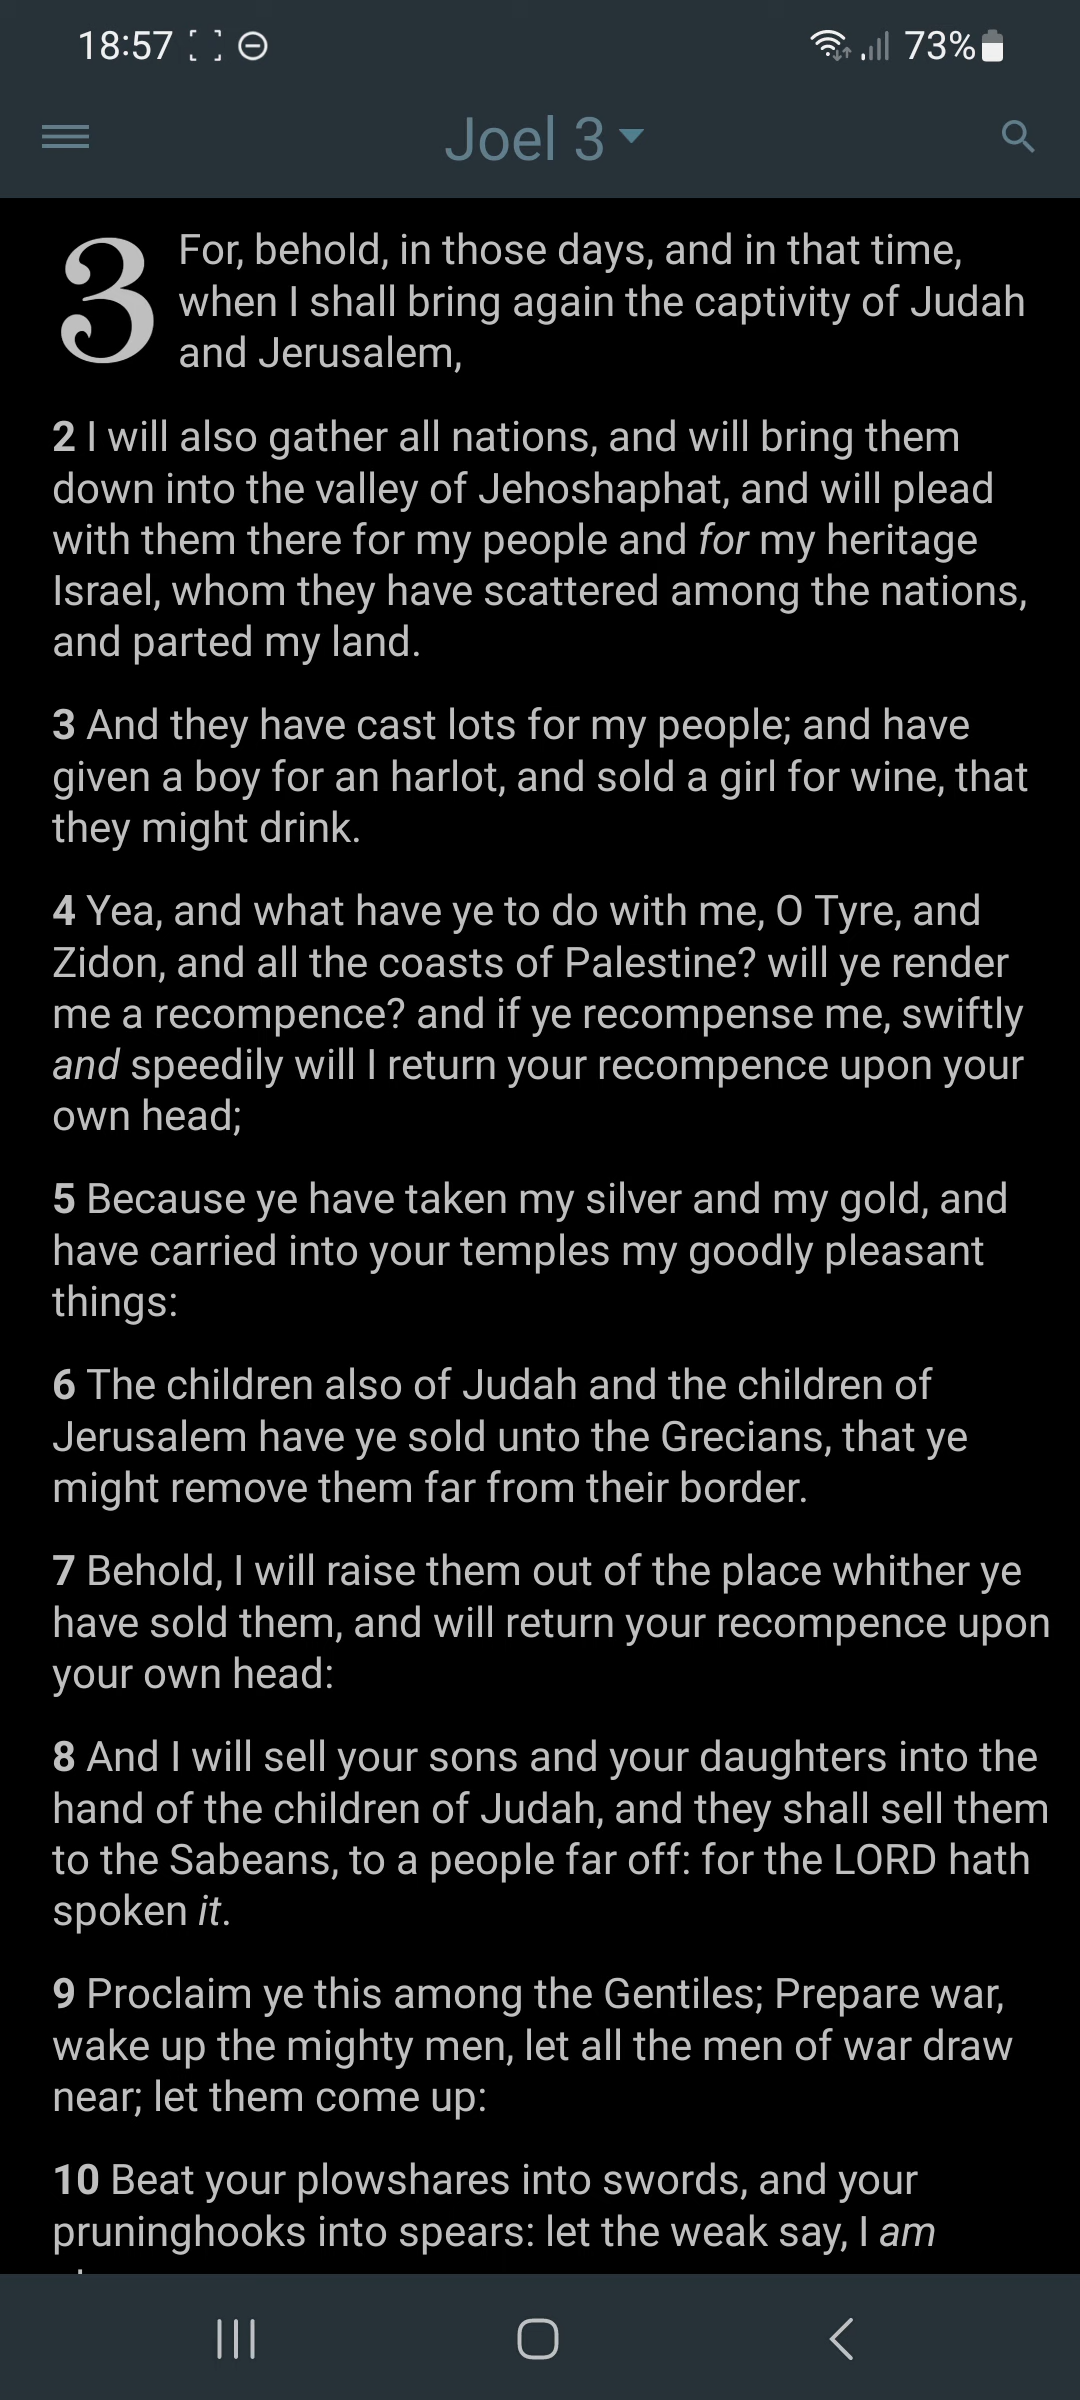 18:57 73%
Joel 3
3 For, behold, in those days, and in that time,
when I shall bring again the captivity of Judah
and Jerusalem,
2 I will also gather all nations, and will bring them
down into the valley of Jehoshaphat, and will plead
with them there for my people and for my heritage
Israel, whom they have scattered among the nations,
and parted my land.
3 And they have cast lots for my people; and have
given a boy for an harlot, and sold a girl for wine, that
they might drink.
4 Yea, and what have ye to do with me, O Tyre, and
Zidon, and all the coasts of Palestine? will ye render
me a recompence? and if ye recompense me, swiftly
and speedily will I return your recompence upon your
own head;
5 Because ye have taken my silver and my gold, and
have carried into your temples my goodly pleasant
things:
6 The children also of Judah and the children of
Jerusalem have ye sold unto the Grecians, that ye
might remove them far from their border.
7 Behold, I will raise them out of the place whither ye
have sold them, and will return your recompence upon
your own head:
8 And I will sell your sons and your daughters into the
hand of the children of Judah, and they shall sell them
to the Sabeans, to a people far off: for the LORD hath
spoken it.
9 Proclaim ye this among the Gentiles; Prepare war,
wake up the mighty men, let all the men of war draw
near; let them come up:
10 Beat your plowshares into swords, and your
pruninghooks into spears: let the weak say, I am